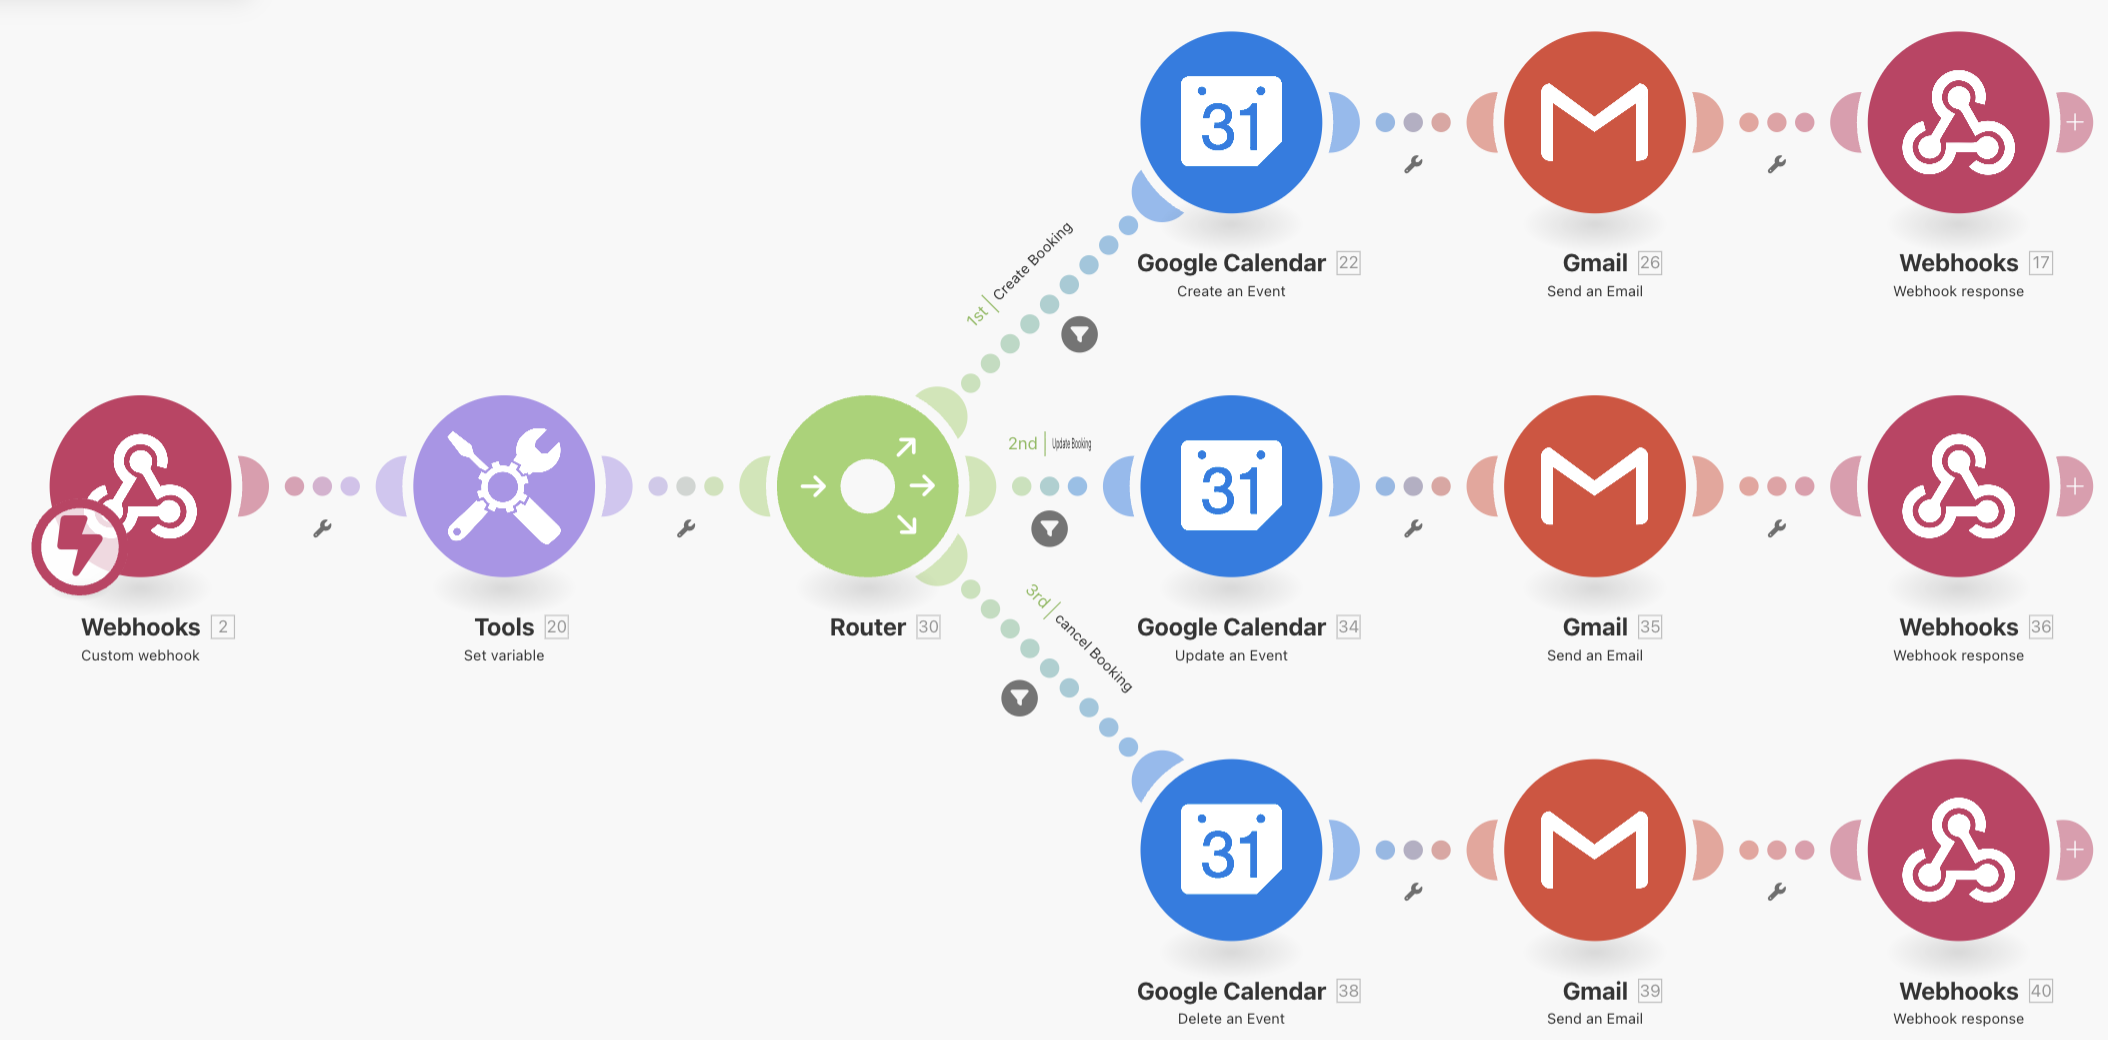 31
31
31
1st | Create Booking
2nd | Update Booking
3rd | cancel Booking
Google Calendar 22
Create an Event
Gmail 26
Send an Email
Webhooks 17
Webhook response
Webhooks 2
Custom webhook
Tools 20
Set variable
Router 30
Google Calendar 34
Update an Event
Gmail 35
Send an Email
Webhooks 36
Webhook response
Google Calendar 38
Delete an Event
Gmail 39
Send an Email
Webhooks 40
Webhook response